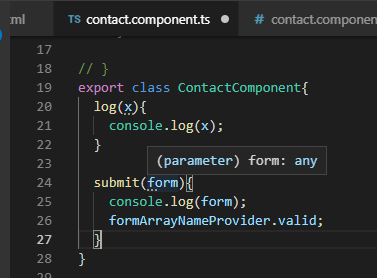 ml
TS contact.component.ts ●
# contact.component
17
18 // }
19 export class ContactComponent{
20 log(x){
21 console.log(x);
22 }
23 (parameter) form: any
24 submit(form){
25 console.log(form);
26 formArrayNameProvider.valid;
27 }
28 }